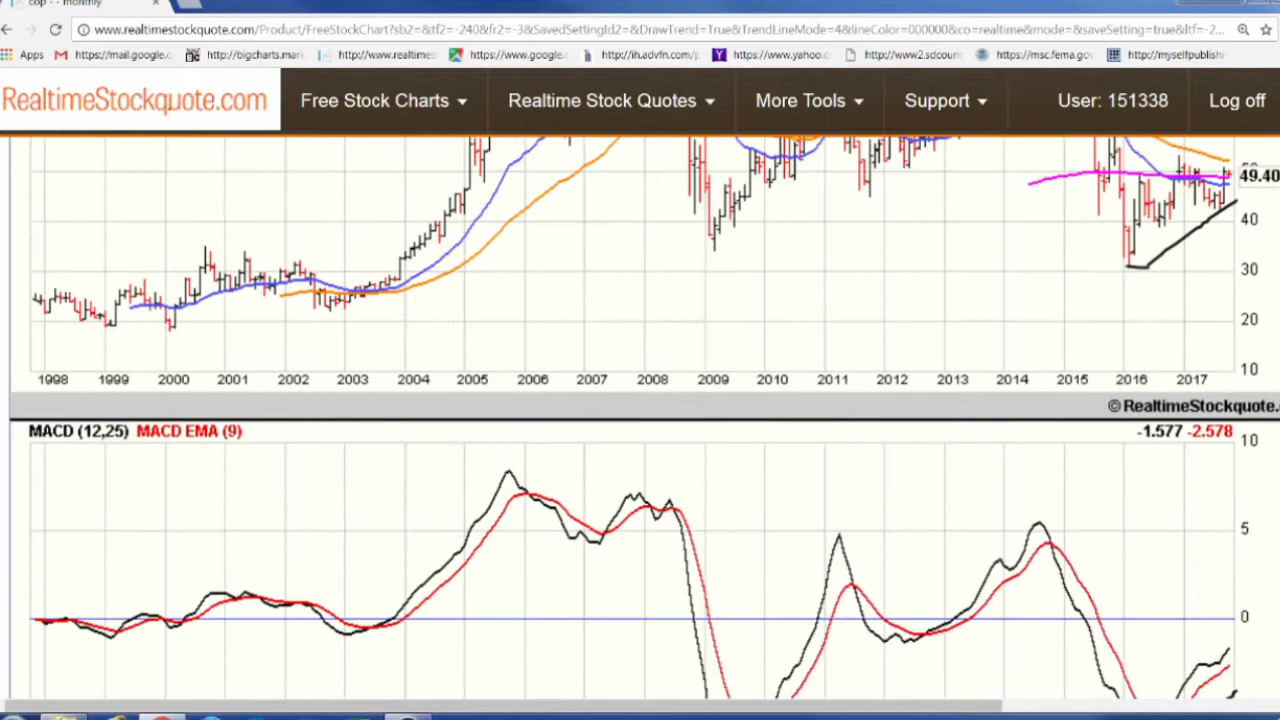 cop - - monthly
www.realtimestockquote.com/Product/FreeStockChart?sb2=&tf2=-240&fr2=-3&SavedSettingId2=&DrawTrend=True&TrendLineMode=4&lineColor=000000&co=realtime&mode=&saveSetting=true&ltf=-2...
Apps https://mail.google.c http://bigcharts.mar http://www.realtimes https://www.google. http://ih.advfn.com/p https://www.yahoo.c http://www2.sdcount https://msc.fema.gov http://myselfpublish
RealtimeStockquote.com Free Stock Charts Realtime Stock Quotes More Tools Support User: 151338 Log off
49.40
40
30
20
10
1998 1999 2000 2001 2002 2003 2004 2005 2006 2007 2008 2009 2010 2011 2012 2013 2014 2015 2016 2017
© RealtimeStockquote.
MACD (12,25) MACD EMA (9) -1.577 -2.578
10
5
0